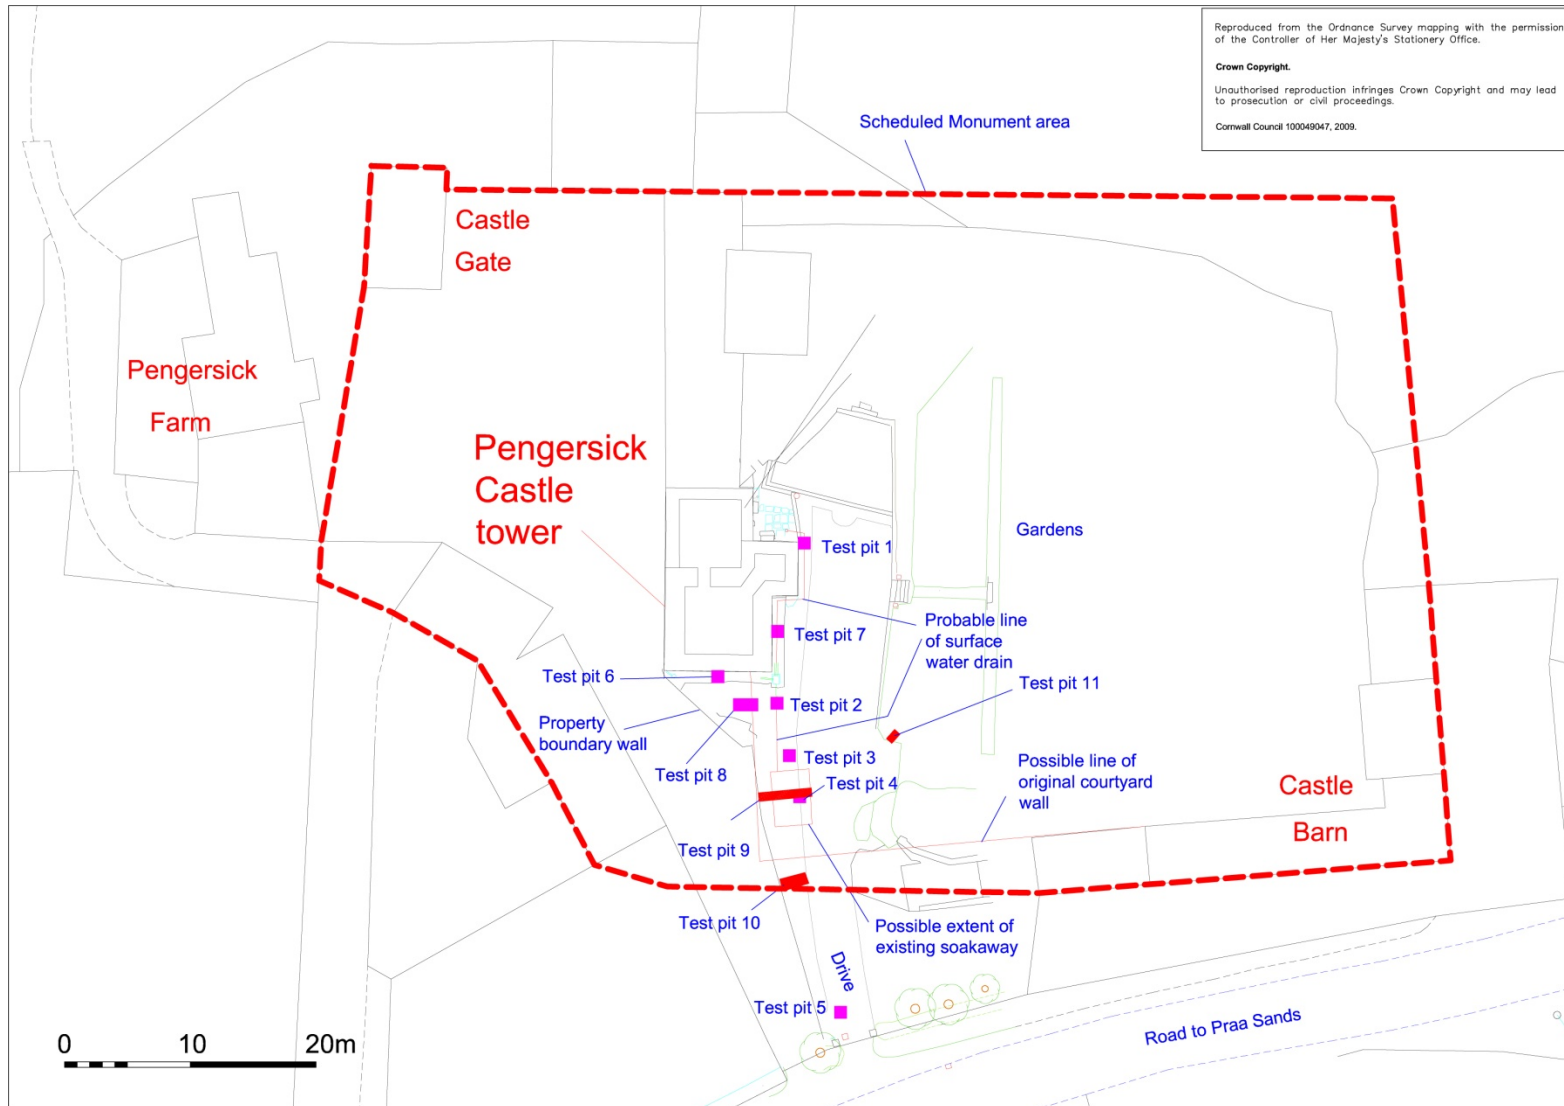 Reproduced from the Ordnance Survey mapping with the permission
of the Controller of Her Majesty's Stationery Office.
Crown Copyright.
Unauthorised reproduction infringes Crown Copyright and may lead
to prosecution or civil proceedings.
Cornwall Council 100049047, 2009.
Scheduled Monument area
Castle
Gate
Pengersick
Farm
Pengersick
Castle
tower
Gardens
Test pit 1
Probable line
of surface
water drain
Test pit 7
Test pit 6
Test pit 11
Test pit 2
Property
boundary wall
Test pit 3
Test pit 8
Test pit 4
Possible line of
original courtyard
wall
Castle
Barn
Test pit 9
Test pit 10
Possible extent of
existing soakaway
Drive
Test pit 5
Road to Praa Sands
0 10 20m